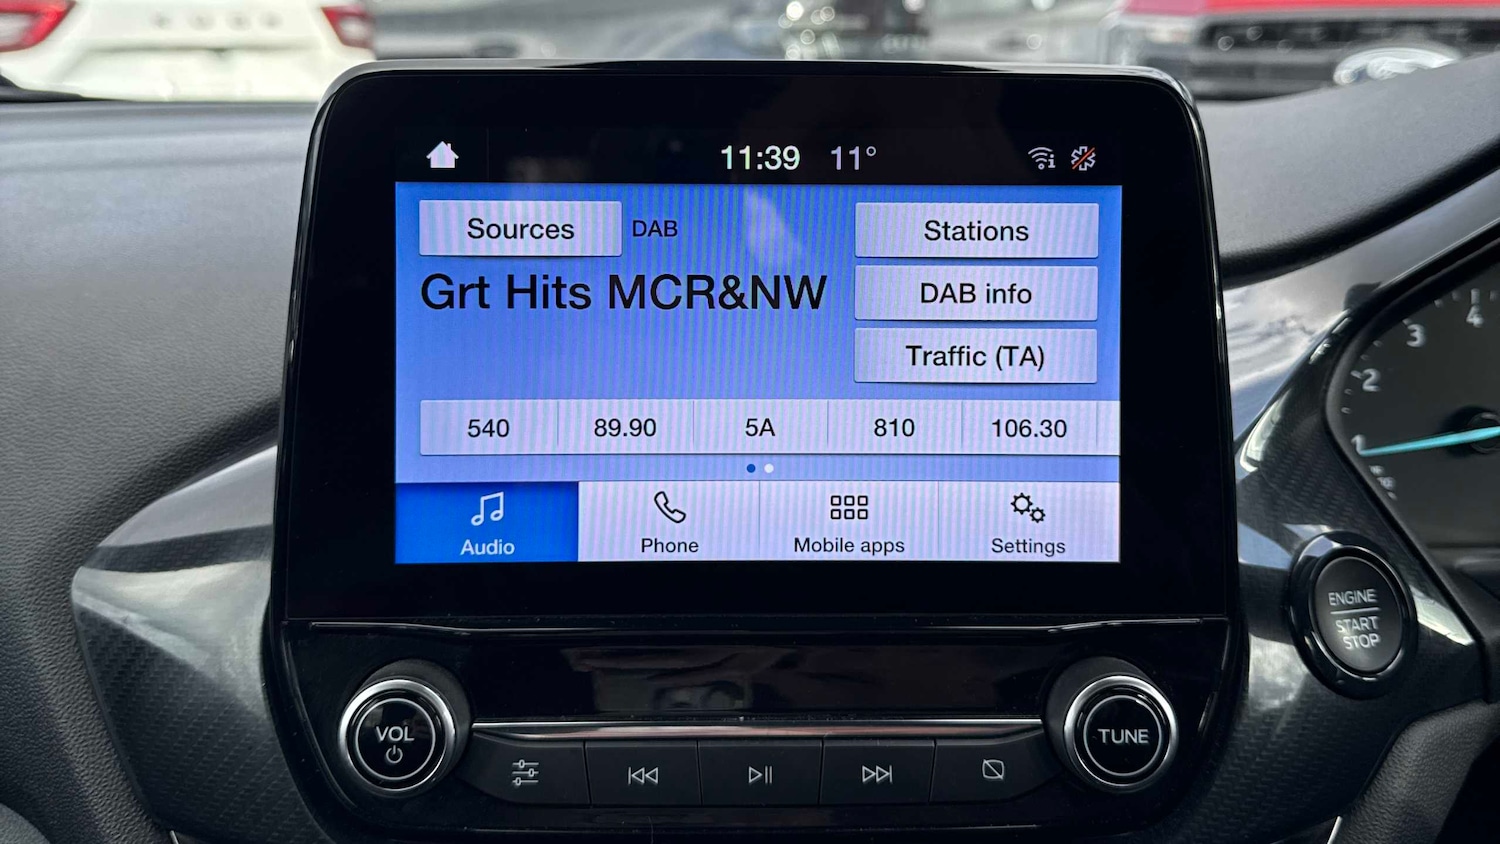 11:39 11°
Sources DAB Stations
Grt Hits MCR&NW
DAB info
Traffic (TA)
540 89.90 5A 810 106.30
Audio Phone Mobile apps Settings
VOL
TUNE
ENGINE
START
STOP
1 2 3 4